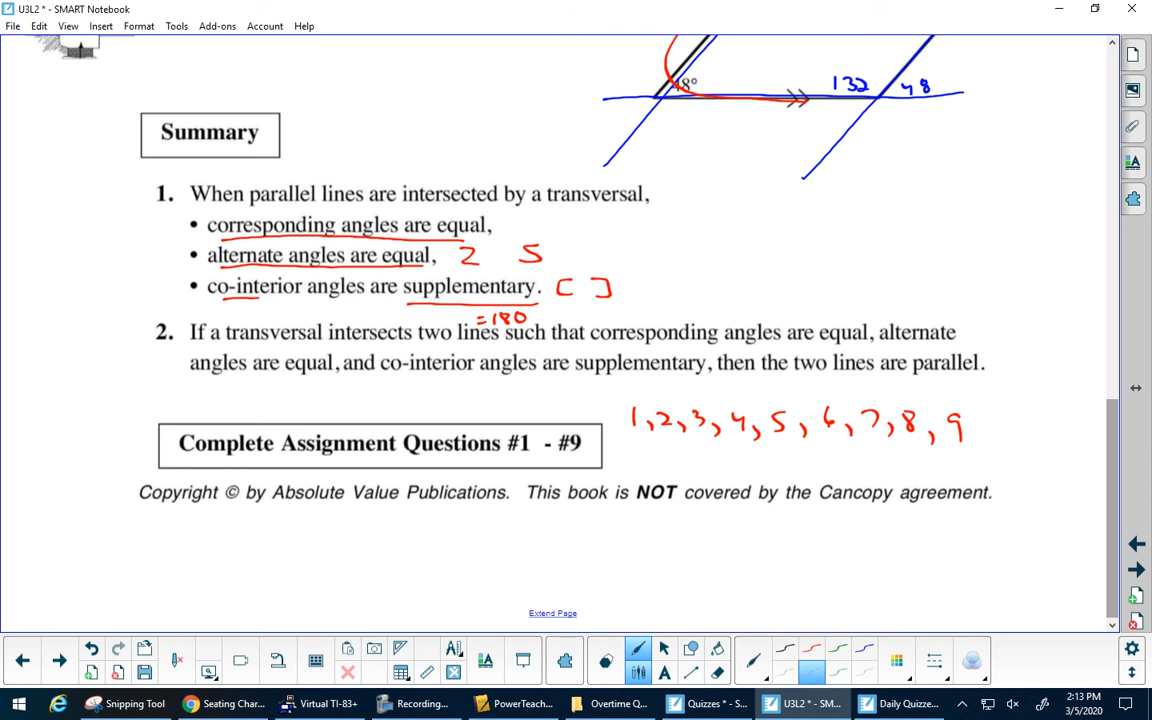 U3L2 * - SMART Notebook
File Edit View Insert Format Tools Add-ons Account Help
48°
132 48
Summary
1. When parallel lines are intersected by a transversal,
• corresponding angles are equal,
• alternate angles are equal, Z S
• co-interior angles are supplementary. [ ]
=180
2. If a transversal intersects two lines such that corresponding angles are equal, alternate
angles are equal, and co-interior angles are supplementary, then the two lines are parallel.
1, 2, 3, 4, 5, 6, 7, 8, 9
Complete Assignment Questions #1 - #9
Copyright © by Absolute Value Publications. This book is NOT covered by the Cancopy agreement.
Extend Page
Snipping Tool Seating Char... Virtual TI-83+ Recording... PowerTeach... Overtime Q... Quizzes * - S... U3L2 * - SM... Daily Quizze...
2:13 PM
3/5/2020